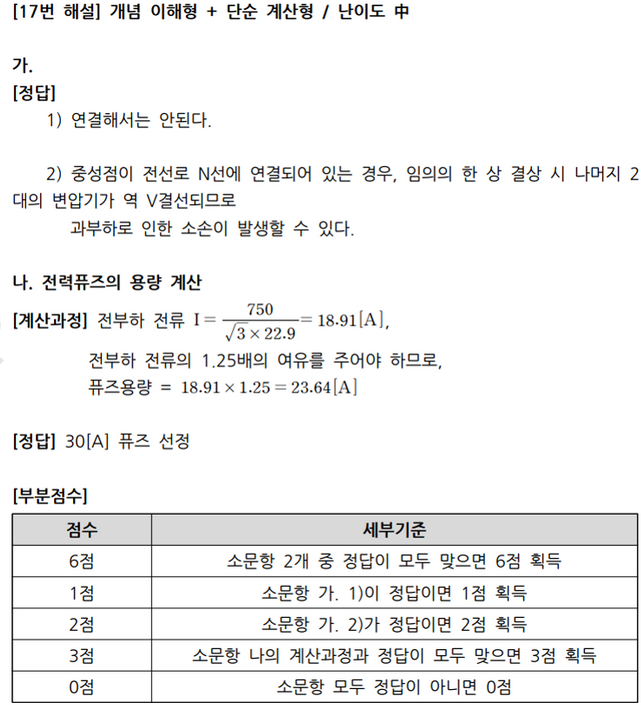 [17번 해설] 개념 이해형 + 단순 계산형 / 난이도 中
가.
[정답]
1) 연결해서는 안된다.
2) 중성점이 전선로 N선에 연결되어 있는 경우, 임의의 한 상 결상 시 나머지 2
대의 변압기가 역 V결선되므로
과부하로 인한 소손이 발생할 수 있다.
나. 전력퓨즈의 용량 계산
[계산과정] 전부하 전류 I = 750 / (√3 × 22.9) = 18.91[A],
전부하 전류의 1.25배의 여유를 주어야 하므로,
퓨즈용량 = 18.91 × 1.25 = 23.64[A]
[정답] 30[A] 퓨즈 선정
[부분점수]
점수 세부기준
6점 소문항 2개 중 정답이 모두 맞으면 6점 획득
1점 소문항 가. 1)이 정답이면 1점 획득
2점 소문항 가. 2)가 정답이면 2점 획득
3점 소문항 나의 계산과정과 정답이 모두 맞으면 3점 획득
0점 소문항 모두 정답이 아니면 0점